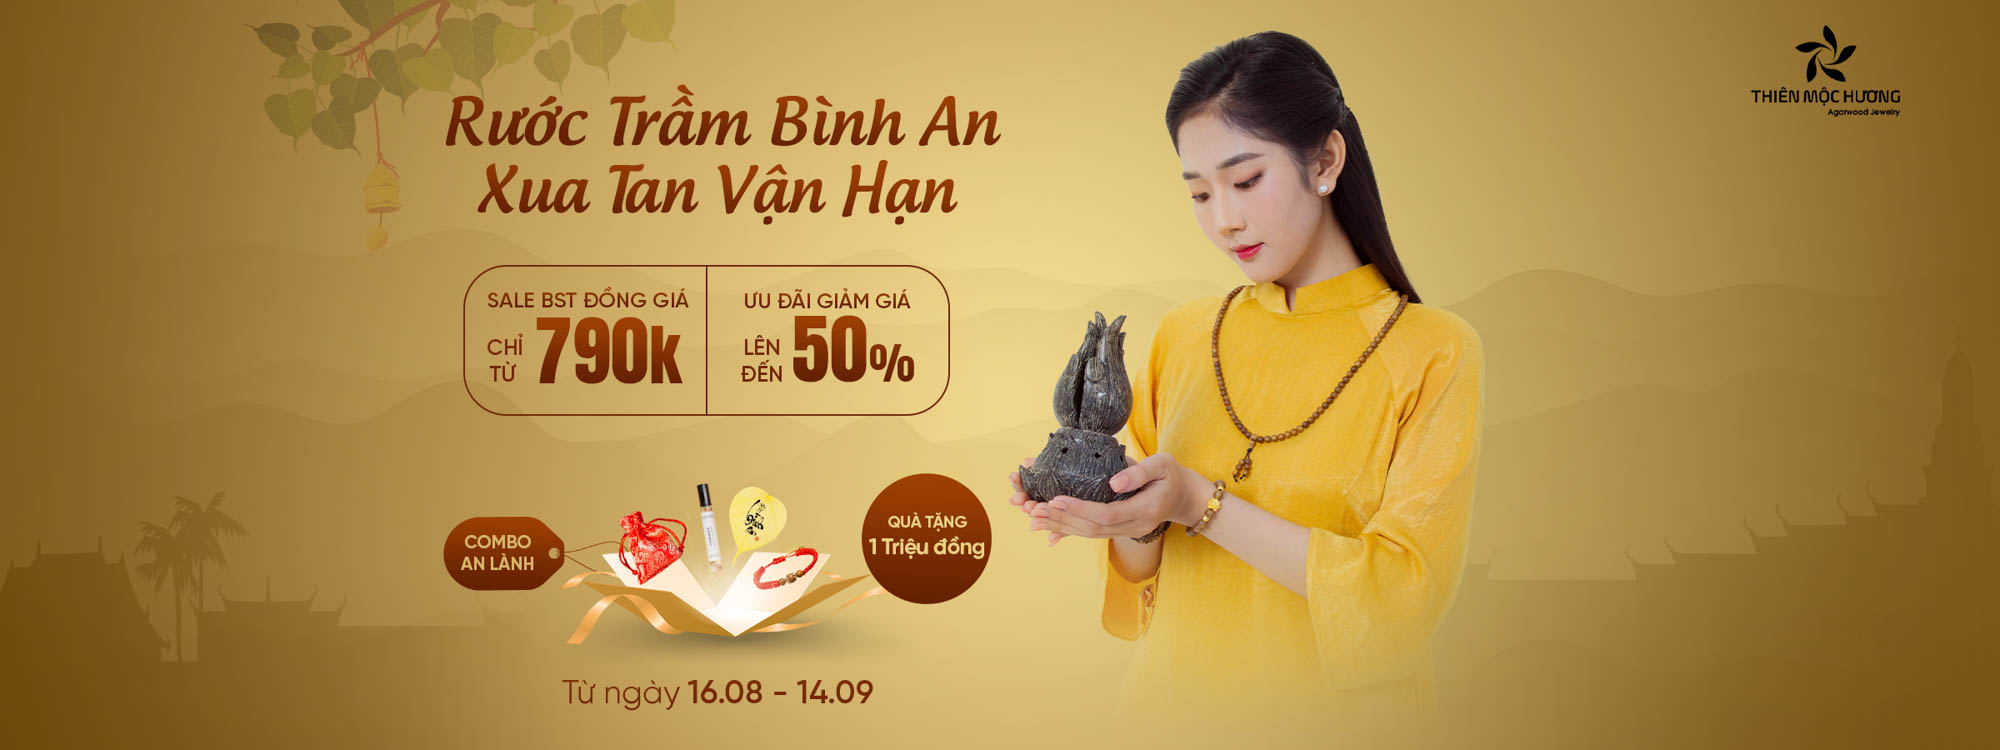 THIÊN MỘC HƯƠNG
Agarwood Jewelry
Rước Trầm Bình An
Xua Tan Vận Hạn
SALE BST ĐỒNG GIÁ
CHỈ TỪ 790k
ƯU ĐÃI GIẢM GIÁ
LÊN ĐẾN 50%
COMBO
AN LÀNH
QUÀ TẶNG
1 Triệu đồng
Từ ngày 16.08 - 14.09